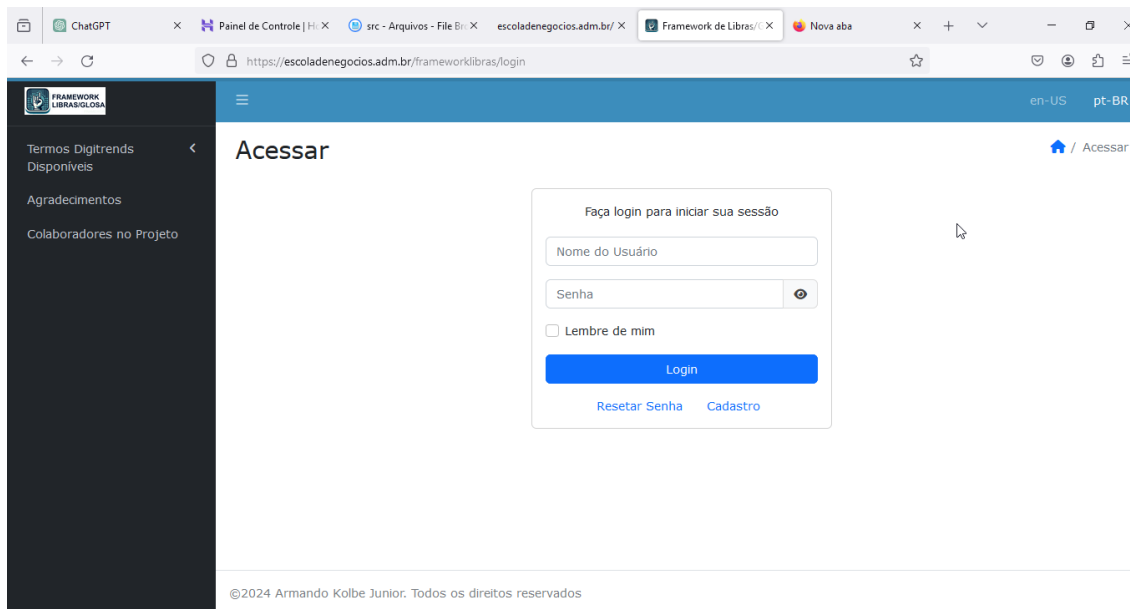 ChatGPT
Painel de Controle | Ho
src - Arquivos - File Bro
escoladenegocios.adm.br/
Framework de Libras/G
Nova aba
https://escoladenegocios.adm.br/frameworklibras/login
FRAMEWORK
LIBRAS/GLOSA
en-US pt-BR
Termos Digitrends
Disponíveis
Agradecimentos
Colaboradores no Projeto
Acessar
/ Acessar
Faça login para iniciar sua sessão
Nome do Usuário
Senha
Lembre de mim
Login
Resetar Senha Cadastro
©2024 Armando Kolbe Junior. Todos os direitos reservados